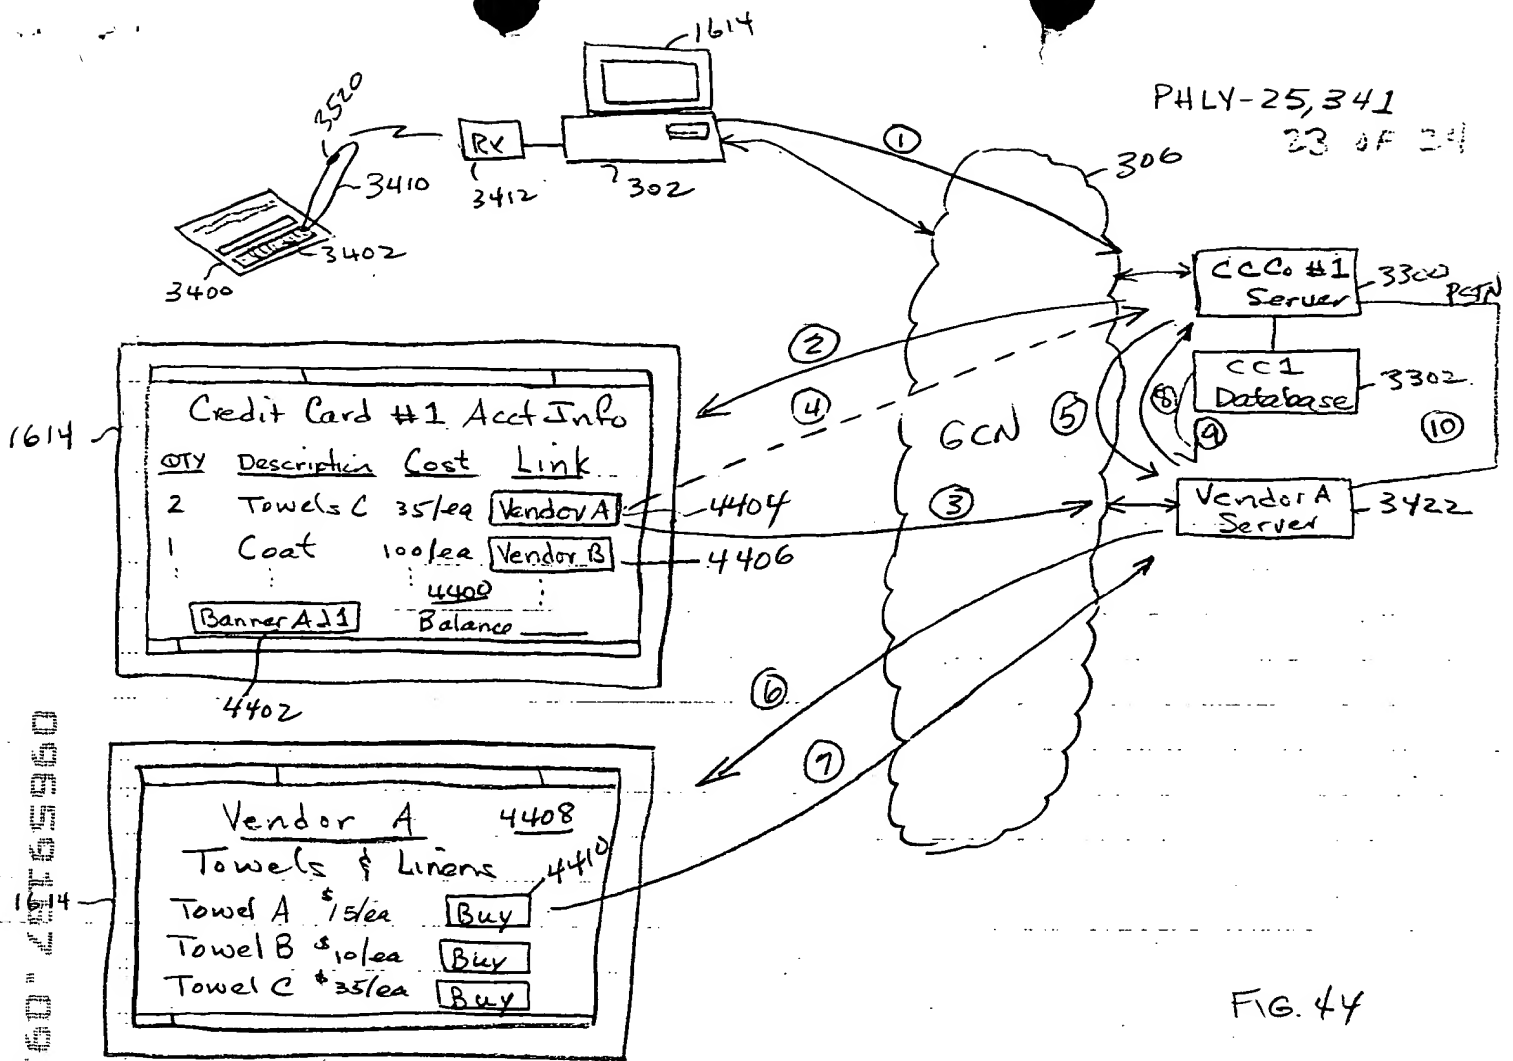 1614
PHLY-25,341
23 OF 34
3520
RX
3410
3412
302
①
306
3402
3400
CCCo #1
Server
3300
PSTN
②
CC1
Database
3302
1614
Credit Card #1 Acct Info
④
GCN
⑤
⑧
⑨
⑩
QTY Description Cost Link
2 Towels C 35/ea Vendor A
4404
③
Vendor A
Server
3422
1 Coat 100/ea Vendor B
4406
4400
Banner Ad 1
Balance
4402
⑥
⑦
Vendor A
4408
Towels & Linens
4410
1614
Towel A $15/ea Buy
Towel B $10/ea Buy
Towel C $35/ea Buy
FIG. 44